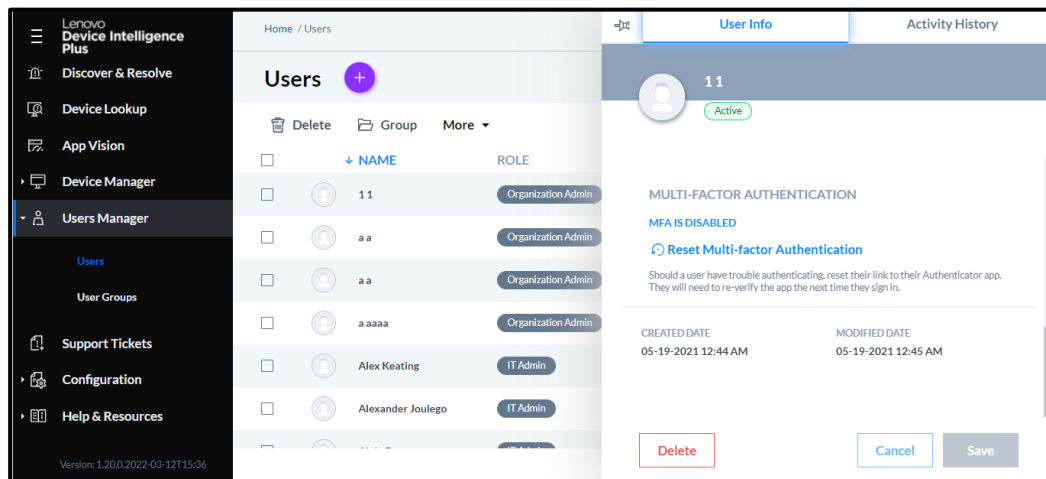 Lenovo
Device Intelligence
Plus
Discover & Resolve
Device Lookup
App Vision
Device Manager
Users Manager
Users
User Groups
Support Tickets
Configuration
Help & Resources
Version: 1.20.0.2022-03-12T15:36
Home / Users
Users +
Delete Group More
NAME ROLE
1 1 Organization Admin
a a Organization Admin
a a Organization Admin
a aaaa Organization Admin
Alex Keating IT Admin
Alexander Joulego IT Admin
User Info Activity History
1 1
Active
MULTI-FACTOR AUTHENTICATION
MFA IS DISABLED
Reset Multi-factor Authentication
Should a user have trouble authenticating, reset their link to their Authenticator app.
They will need to re-verify the app the next time they sign in.
CREATED DATE MODIFIED DATE
05-19-2021 12:44 AM 05-19-2021 12:45 AM
Delete Cancel Save